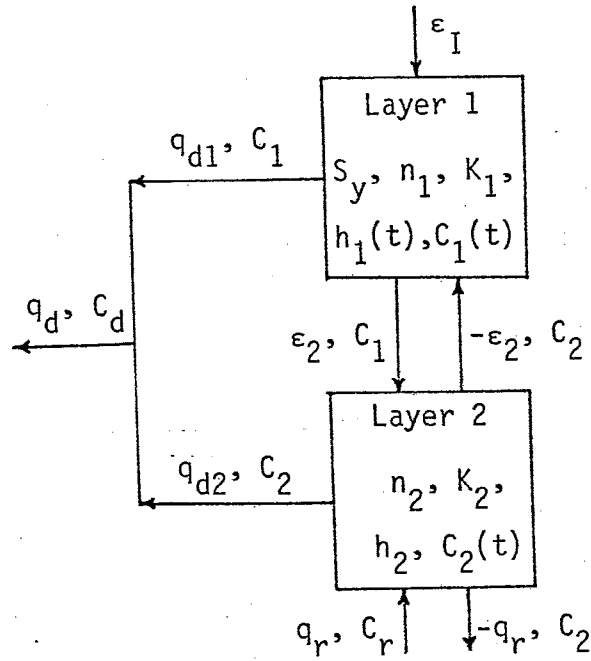 ε_I
Layer 1
q_d1, C_1
S_y, n_1, K_1,
h_1(t), C_1(t)
q_d, C_d
ε_2, C_1
-ε_2, C_2
Layer 2
q_d2, C_2
n_2, K_2,
h_2, C_2(t)
q_r, C_r
-q_r, C_2